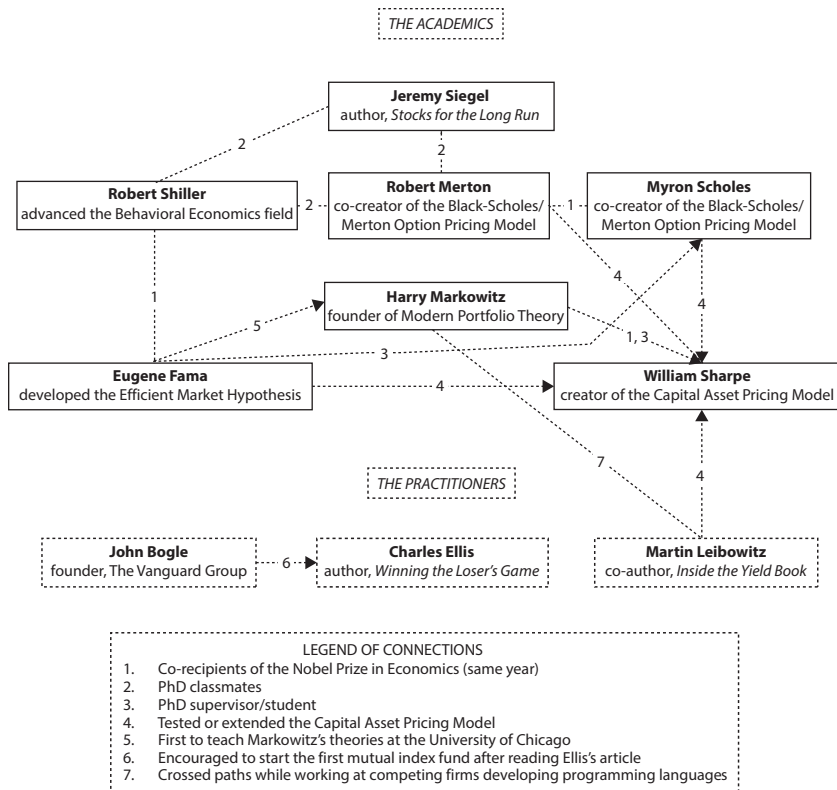 THE ACADEMICS
Jeremy Siegel
author, Stocks for the Long Run
2
2
Robert Shiller
advanced the Behavioral Economics field
2
Robert Merton
co-creator of the Black-Scholes/
Merton Option Pricing Model
1
Myron Scholes
co-creator of the Black-Scholes/
Merton Option Pricing Model
4
4
1
5
Harry Markowitz
founder of Modern Portfolio Theory
1, 3
3
Eugene Fama
developed the Efficient Market Hypothesis
4
William Sharpe
creator of the Capital Asset Pricing Model
7
4
THE PRACTITIONERS
John Bogle
founder, The Vanguard Group
6
Charles Ellis
author, Winning the Loser's Game
Martin Leibowitz
co-author, Inside the Yield Book
LEGEND OF CONNECTIONS
1. Co-recipients of the Nobel Prize in Economics (same year)
2. PhD classmates
3. PhD supervisor/student
4. Tested or extended the Capital Asset Pricing Model
5. First to teach Markowitz's theories at the University of Chicago
6. Encouraged to start the first mutual index fund after reading Ellis's article
7. Crossed paths while working at competing firms developing programming languages